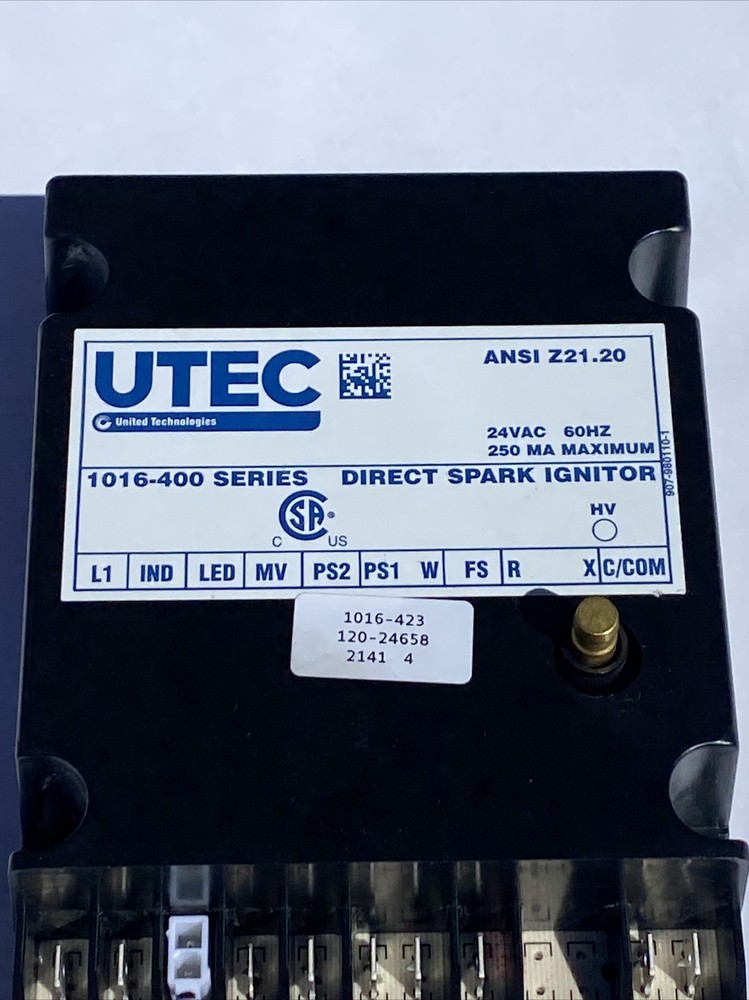 UTEC
United Technologies
ANSI Z21.20
24VAC 60HZ
250 MA MAXIMUM
907-980110-1
1016-400 SERIES DIRECT SPARK IGNITOR
SA
C US
HV
L1 IND LED MV PS2 PS1 W FS R X C/COM
1016-423
120-24658
2141 4